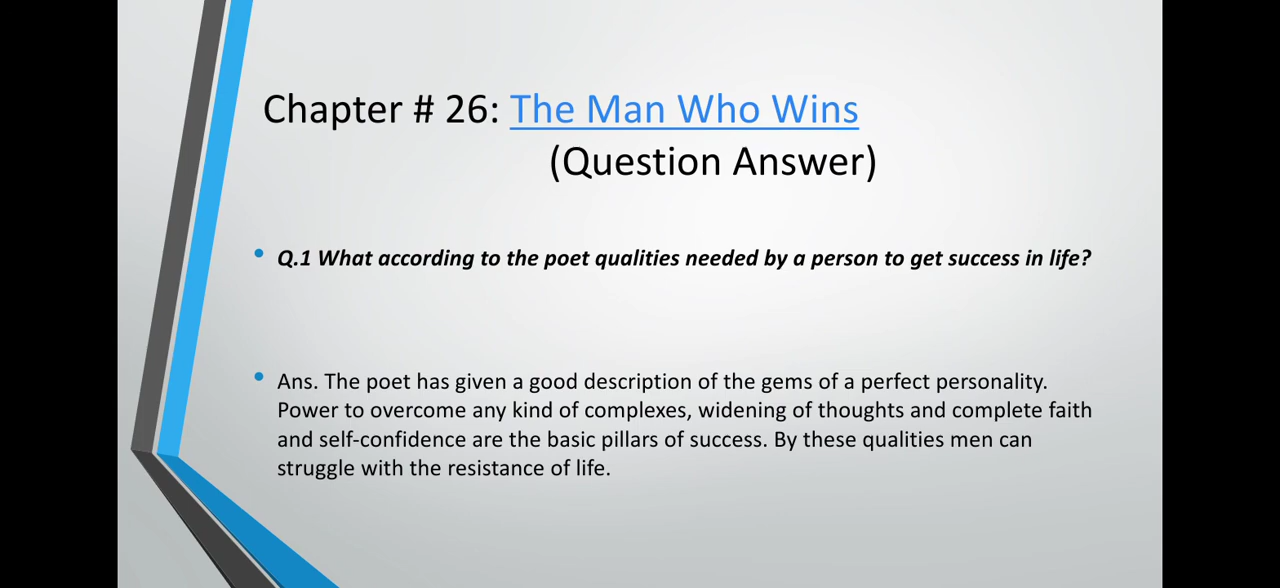 Chapter # 26: The Man Who Wins
(Question Answer)
• Q.1 What according to the poet qualities needed by a person to get success in life?
• Ans. The poet has given a good description of the gems of a perfect personality.
Power to overcome any kind of complexes, widening of thoughts and complete faith
and self-confidence are the basic pillars of success. By these qualities men can
struggle with the resistance of life.